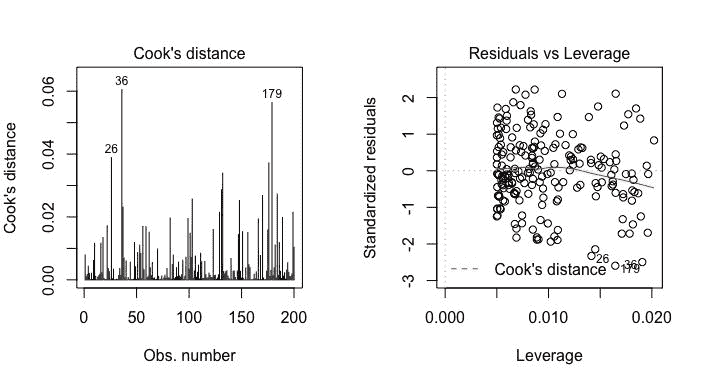 Cook's distance
Cook's distance
0.00 0.02 0.04 0.06
26
36
179
0 50 100 150 200
Obs. number
Residuals vs Leverage
Standardized residuals
-3 -2 -1 0 1 2
26
36
179
Cook's distance
0.000 0.010 0.020
Leverage